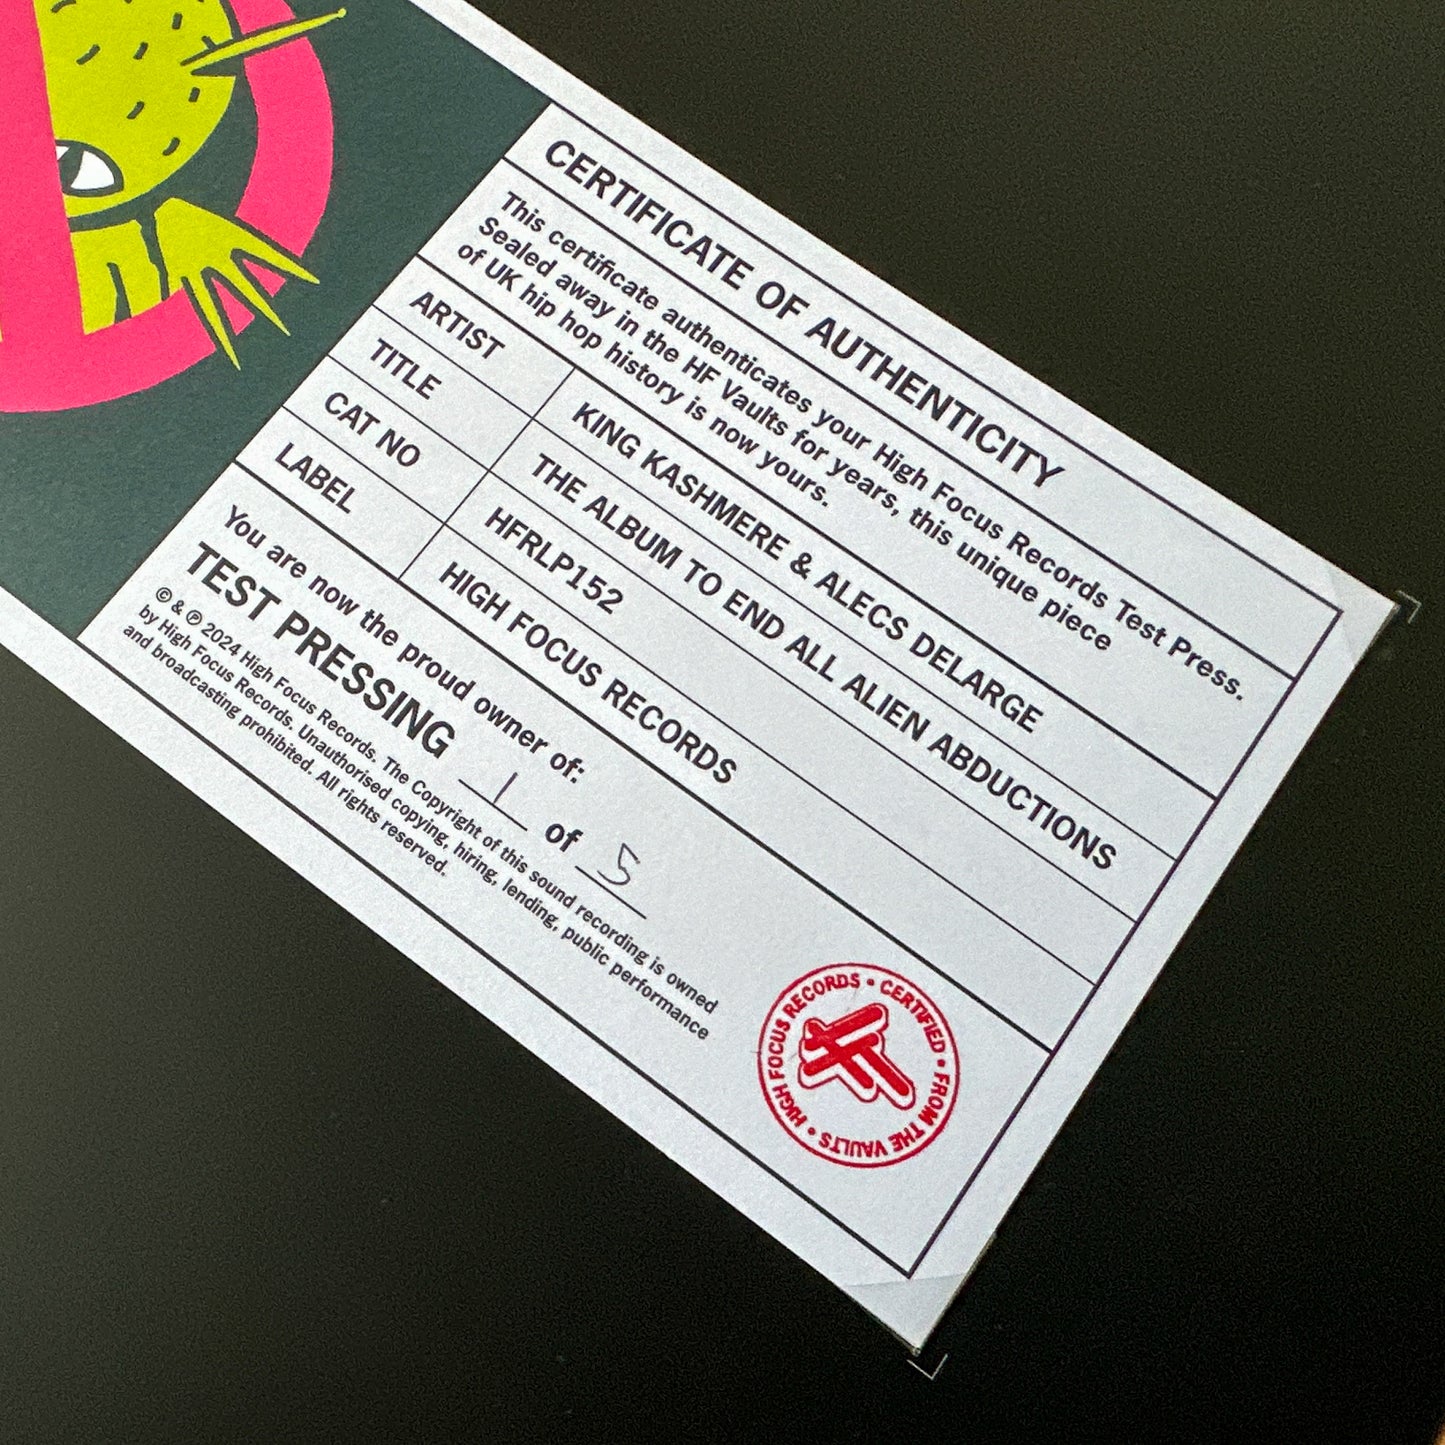 CERTIFICATE OF AUTHENTICITY
This certificate authenticates your High Focus Records Test Press.
Sealed away in the HF Vaults for years, this unique piece
of UK hip hop history is now yours.
ARTIST KING KASHMERE & ALECS DELARGE
TITLE THE ALBUM TO END ALL ALIEN ABDUCTIONS
CAT NO HFRLP152
LABEL HIGH FOCUS RECORDS
You are now the proud owner of:
TEST PRESSING 1 of 5
© & ℗ 2024 High Focus Records. The Copyright of this sound recording is owned
by High Focus Records. Unauthorised copying, hiring, lending, public performance
and broadcasting prohibited. All rights reserved.
HIGH FOCUS RECORDS • CERTIFIED • FROM THE VAULTS •